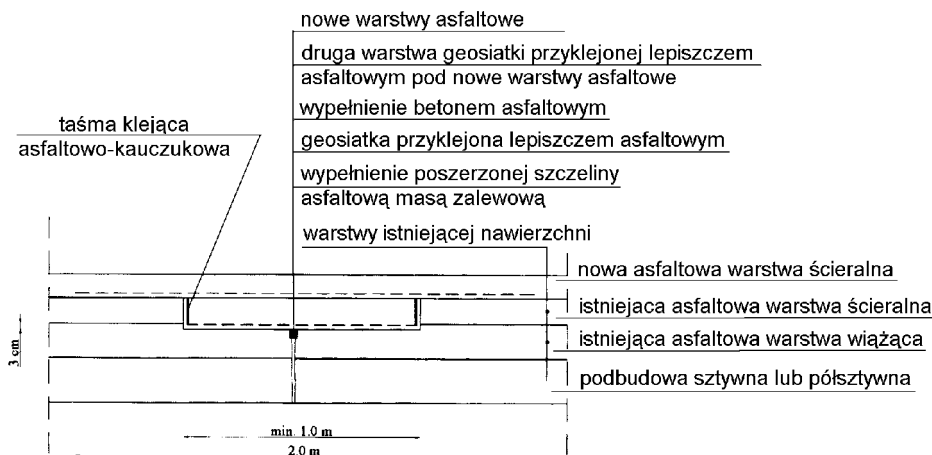 nowe warstwy asfaltowe
druga warstwa geosiatki przyklejonej lepiszczem
asfaltowym pod nowe warstwy asfaltowe
wypełnienie betonem asfaltowym
geosiatka przyklejona lepiszczem asfaltowym
wypełnienie poszerzonej szczeliny
asfaltową masą zalewową
warstwy istniejącej nawierzchni
taśma klejąca
asfaltowo-kauczukowa
nowa asfaltowa warstwa ścieralna
istniejaca asfaltowa warstwa ścieralna
istniejąca asfaltowa warstwa wiążąca
podbudowa sztywna lub półsztywna
3 cm
min. 1.0 m
2.0 m